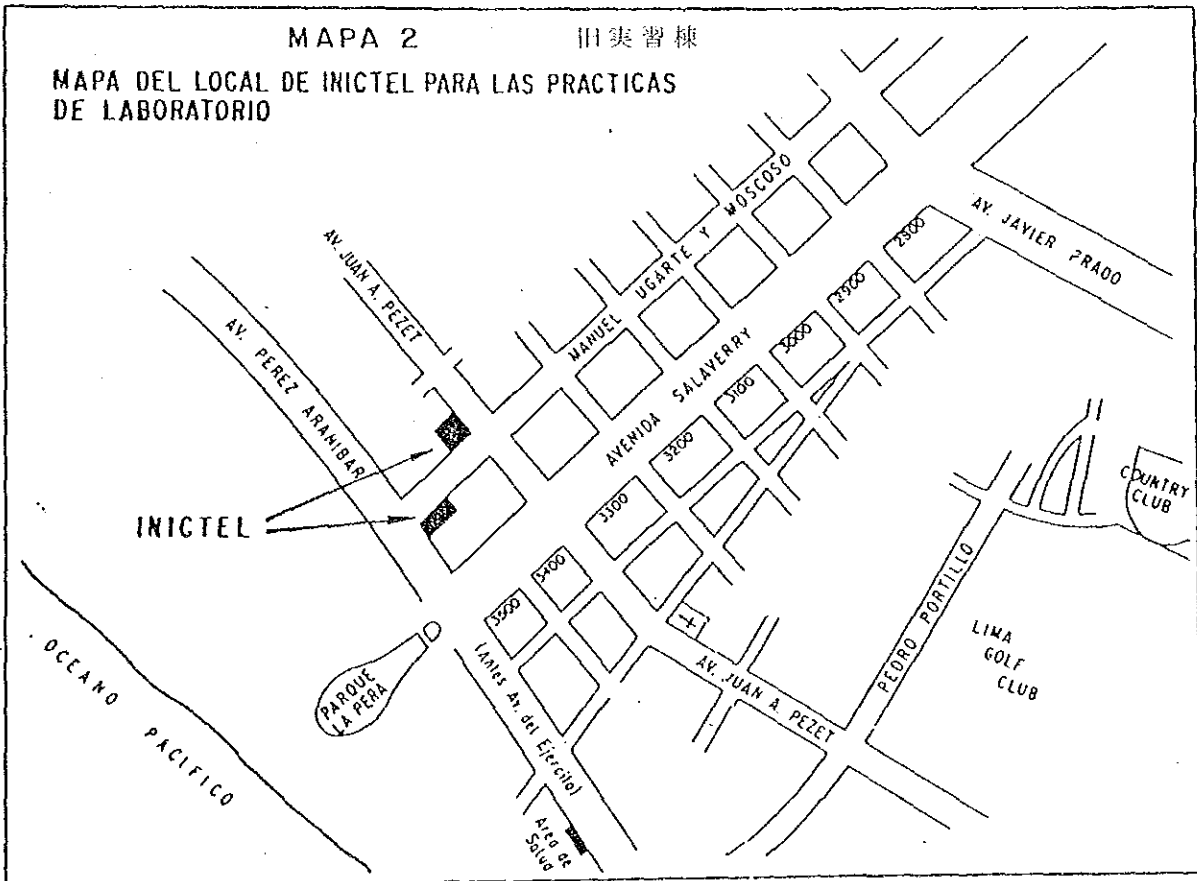 MAPA 2
旧実習棟
MAPA DEL LOCAL DE INICTEL PARA LAS PRACTICAS
DE LABORATORIO
AV. JUAN A. PEZET
AV. PEREZ ARANIBAR
MANUEL UGARTE Y MOSCOSO
AVENIDA SALAVERRY
2800
2900
3000
3100
3200
3300
3400
3500
AV. JAVIER PRADO
INICTEL
COUNTRY
CLUB
PEDRO PORTILLO
LIMA
GOLF
CLUB
AV. JUAN A. PEZET
(Antes Av. del Ejercito)
PARQUE
LA PERA
OCEANO PACIFICO
Area de
Salud